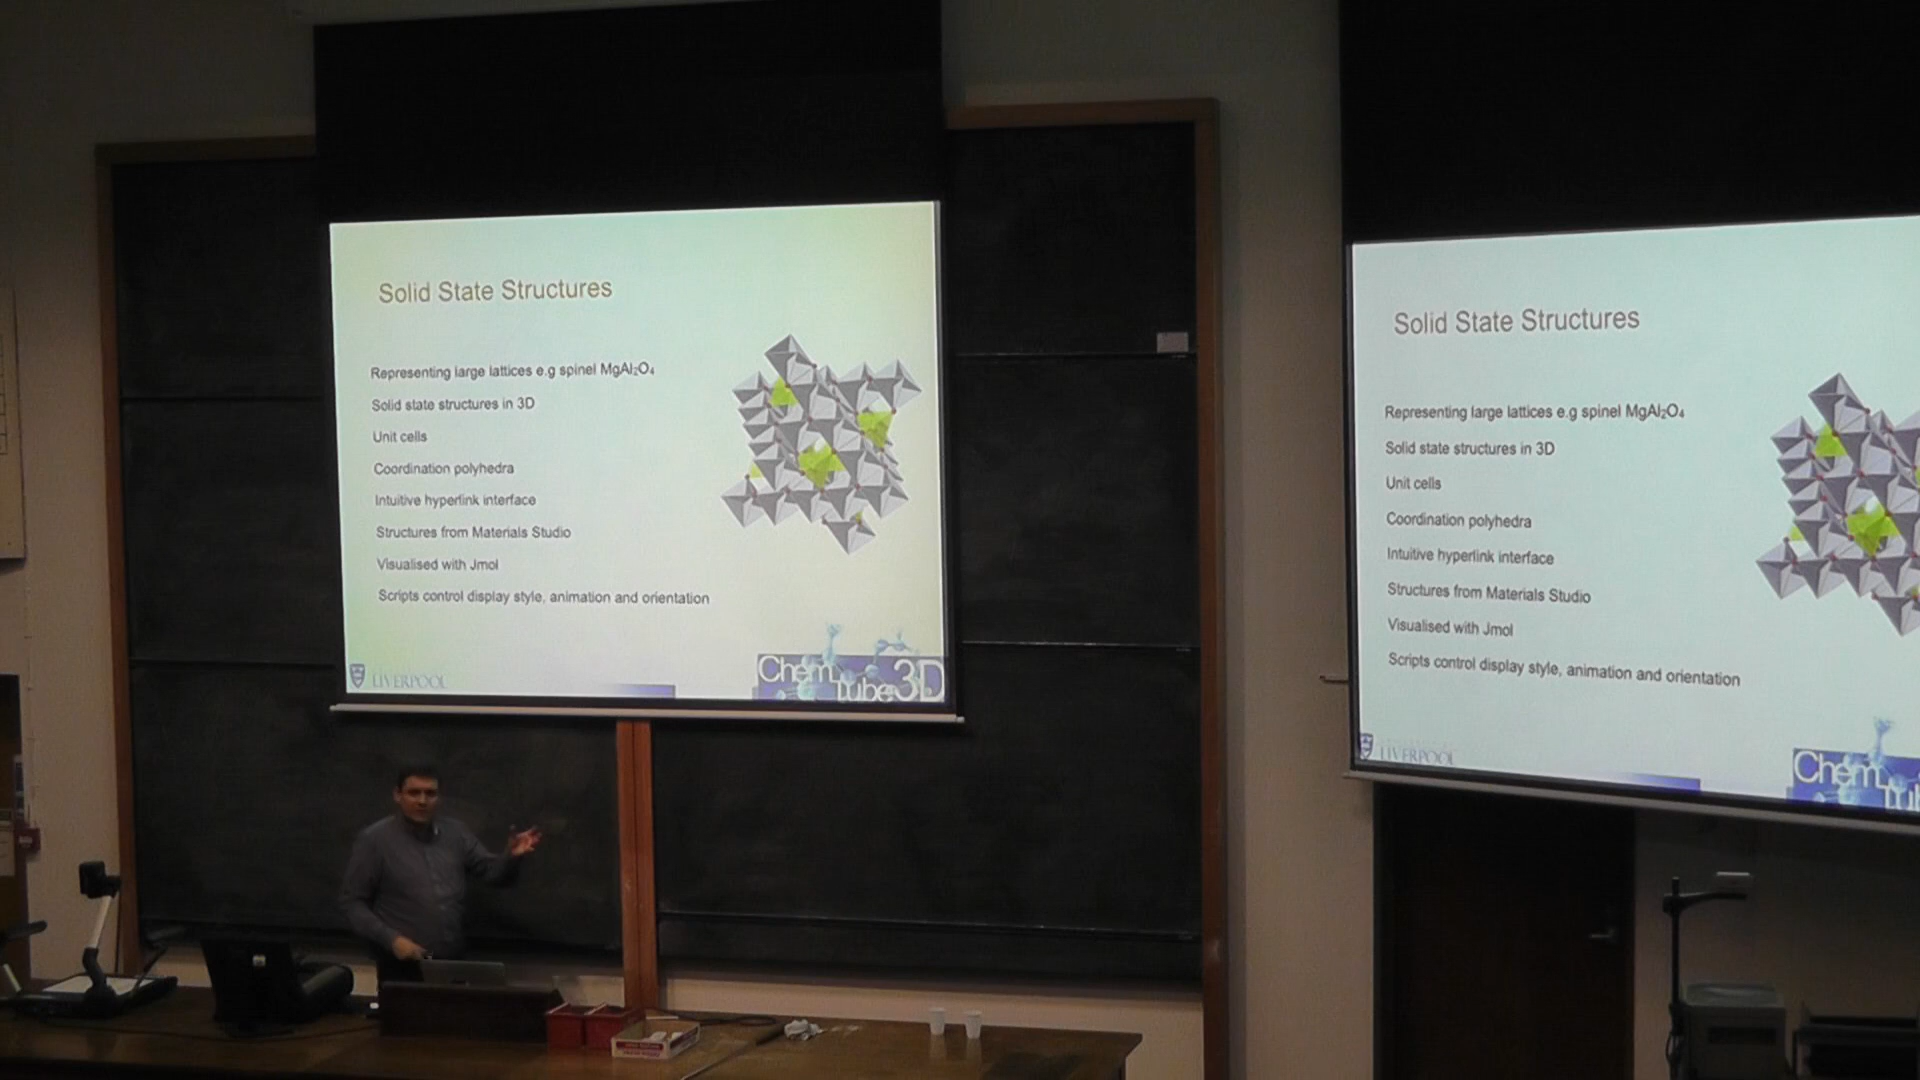 Solid State Structures
Representing large lattices e.g spinel MgAl₂O₄
Solid state structures in 3D
Unit cells
Coordination polyhedra
Intuitive hyperlink interface
Structures from Materials Studio
Visualised with Jmol
Scripts control display style, animation and orientation
LIVERPOOL
Chem
Tube3D
Solid State Structures
Representing large lattices e.g spinel MgAl₂O₄
Solid state structures in 3D
Unit cells
Coordination polyhedra
Intuitive hyperlink interface
Structures from Materials Studio
Visualised with Jmol
Scripts control display style, animation and orientation
LIVERPOOL
Chem